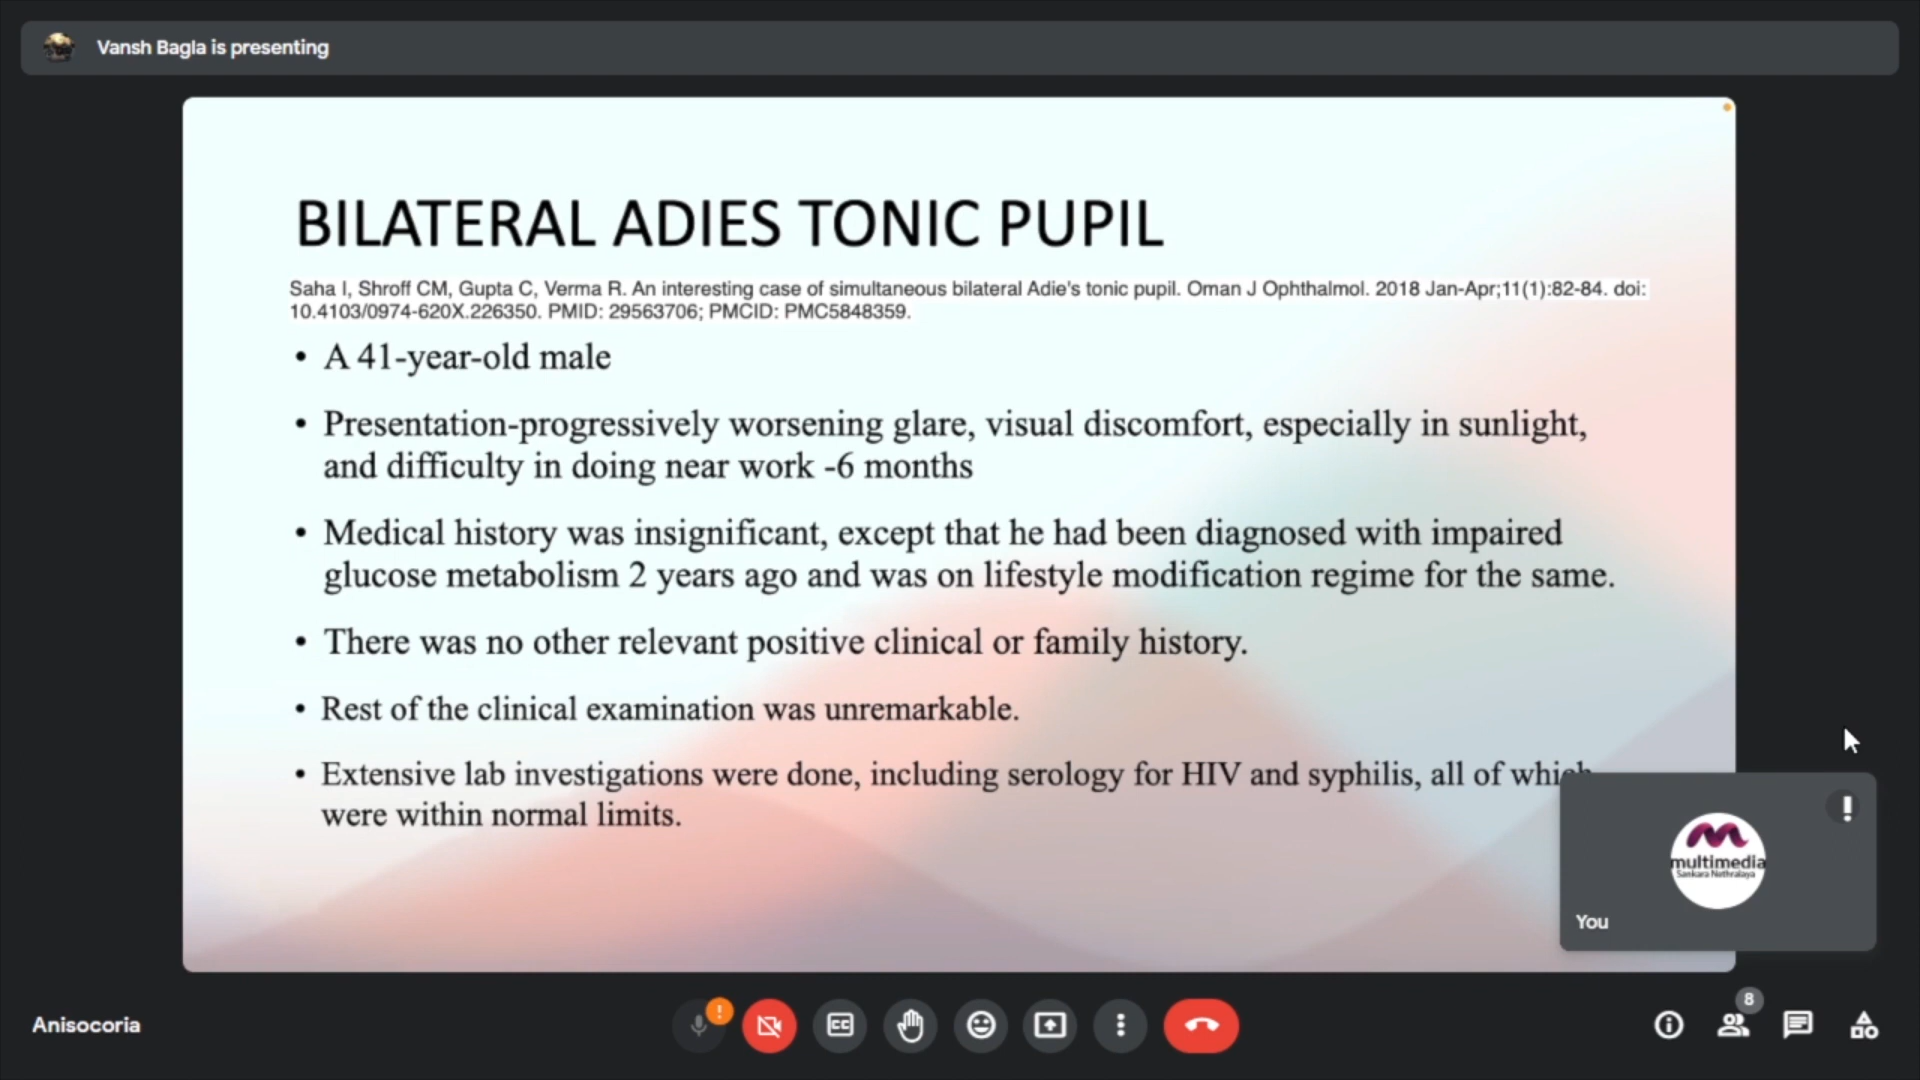 Vansh Bagla is presenting
BILATERAL ADIES TONIC PUPIL
Saha I, Shroff CM, Gupta C, Verma R. An interesting case of simultaneous bilateral Adie's tonic pupil. Oman J Ophthalmol. 2018 Jan-Apr;11(1):82-84. doi:
10.4103/0974-620X.226350. PMID: 29563706; PMCID: PMC5848359.
• A 41-year-old male
• Presentation-progressively worsening glare, visual discomfort, especially in sunlight,
and difficulty in doing near work -6 months
• Medical history was insignificant, except that he had been diagnosed with impaired
glucose metabolism 2 years ago and was on lifestyle modification regime for the same.
• There was no other relevant positive clinical or family history.
• Rest of the clinical examination was unremarkable.
• Extensive lab investigations were done, including serology for HIV and syphilis, all of which
were within normal limits.
multimedia
Sankara Nethralaya
You
Anisocoria
CC
8